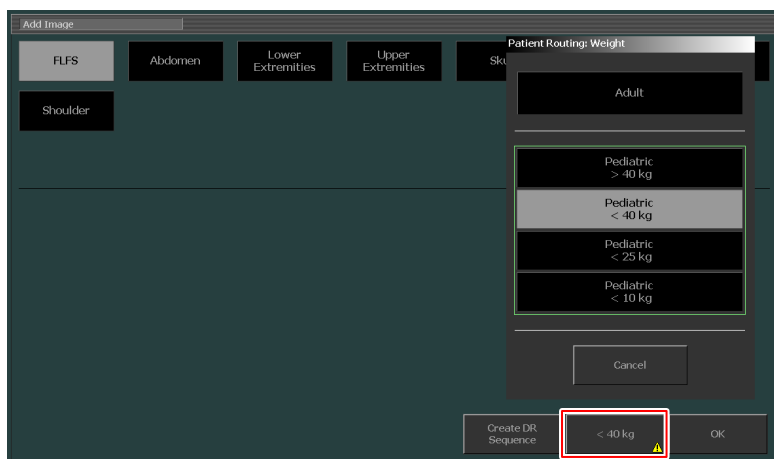 Add Image
Patient Routing: Weight
FLFS
Abdomen
Lower
Extremities
Upper
Extremities
Adult
Shoulder
Pediatric
> 40 kg
Pediatric
< 40 kg
Pediatric
< 25 kg
Pediatric
< 10 kg
Cancel
Create DR
Sequence
< 40 kg
OK